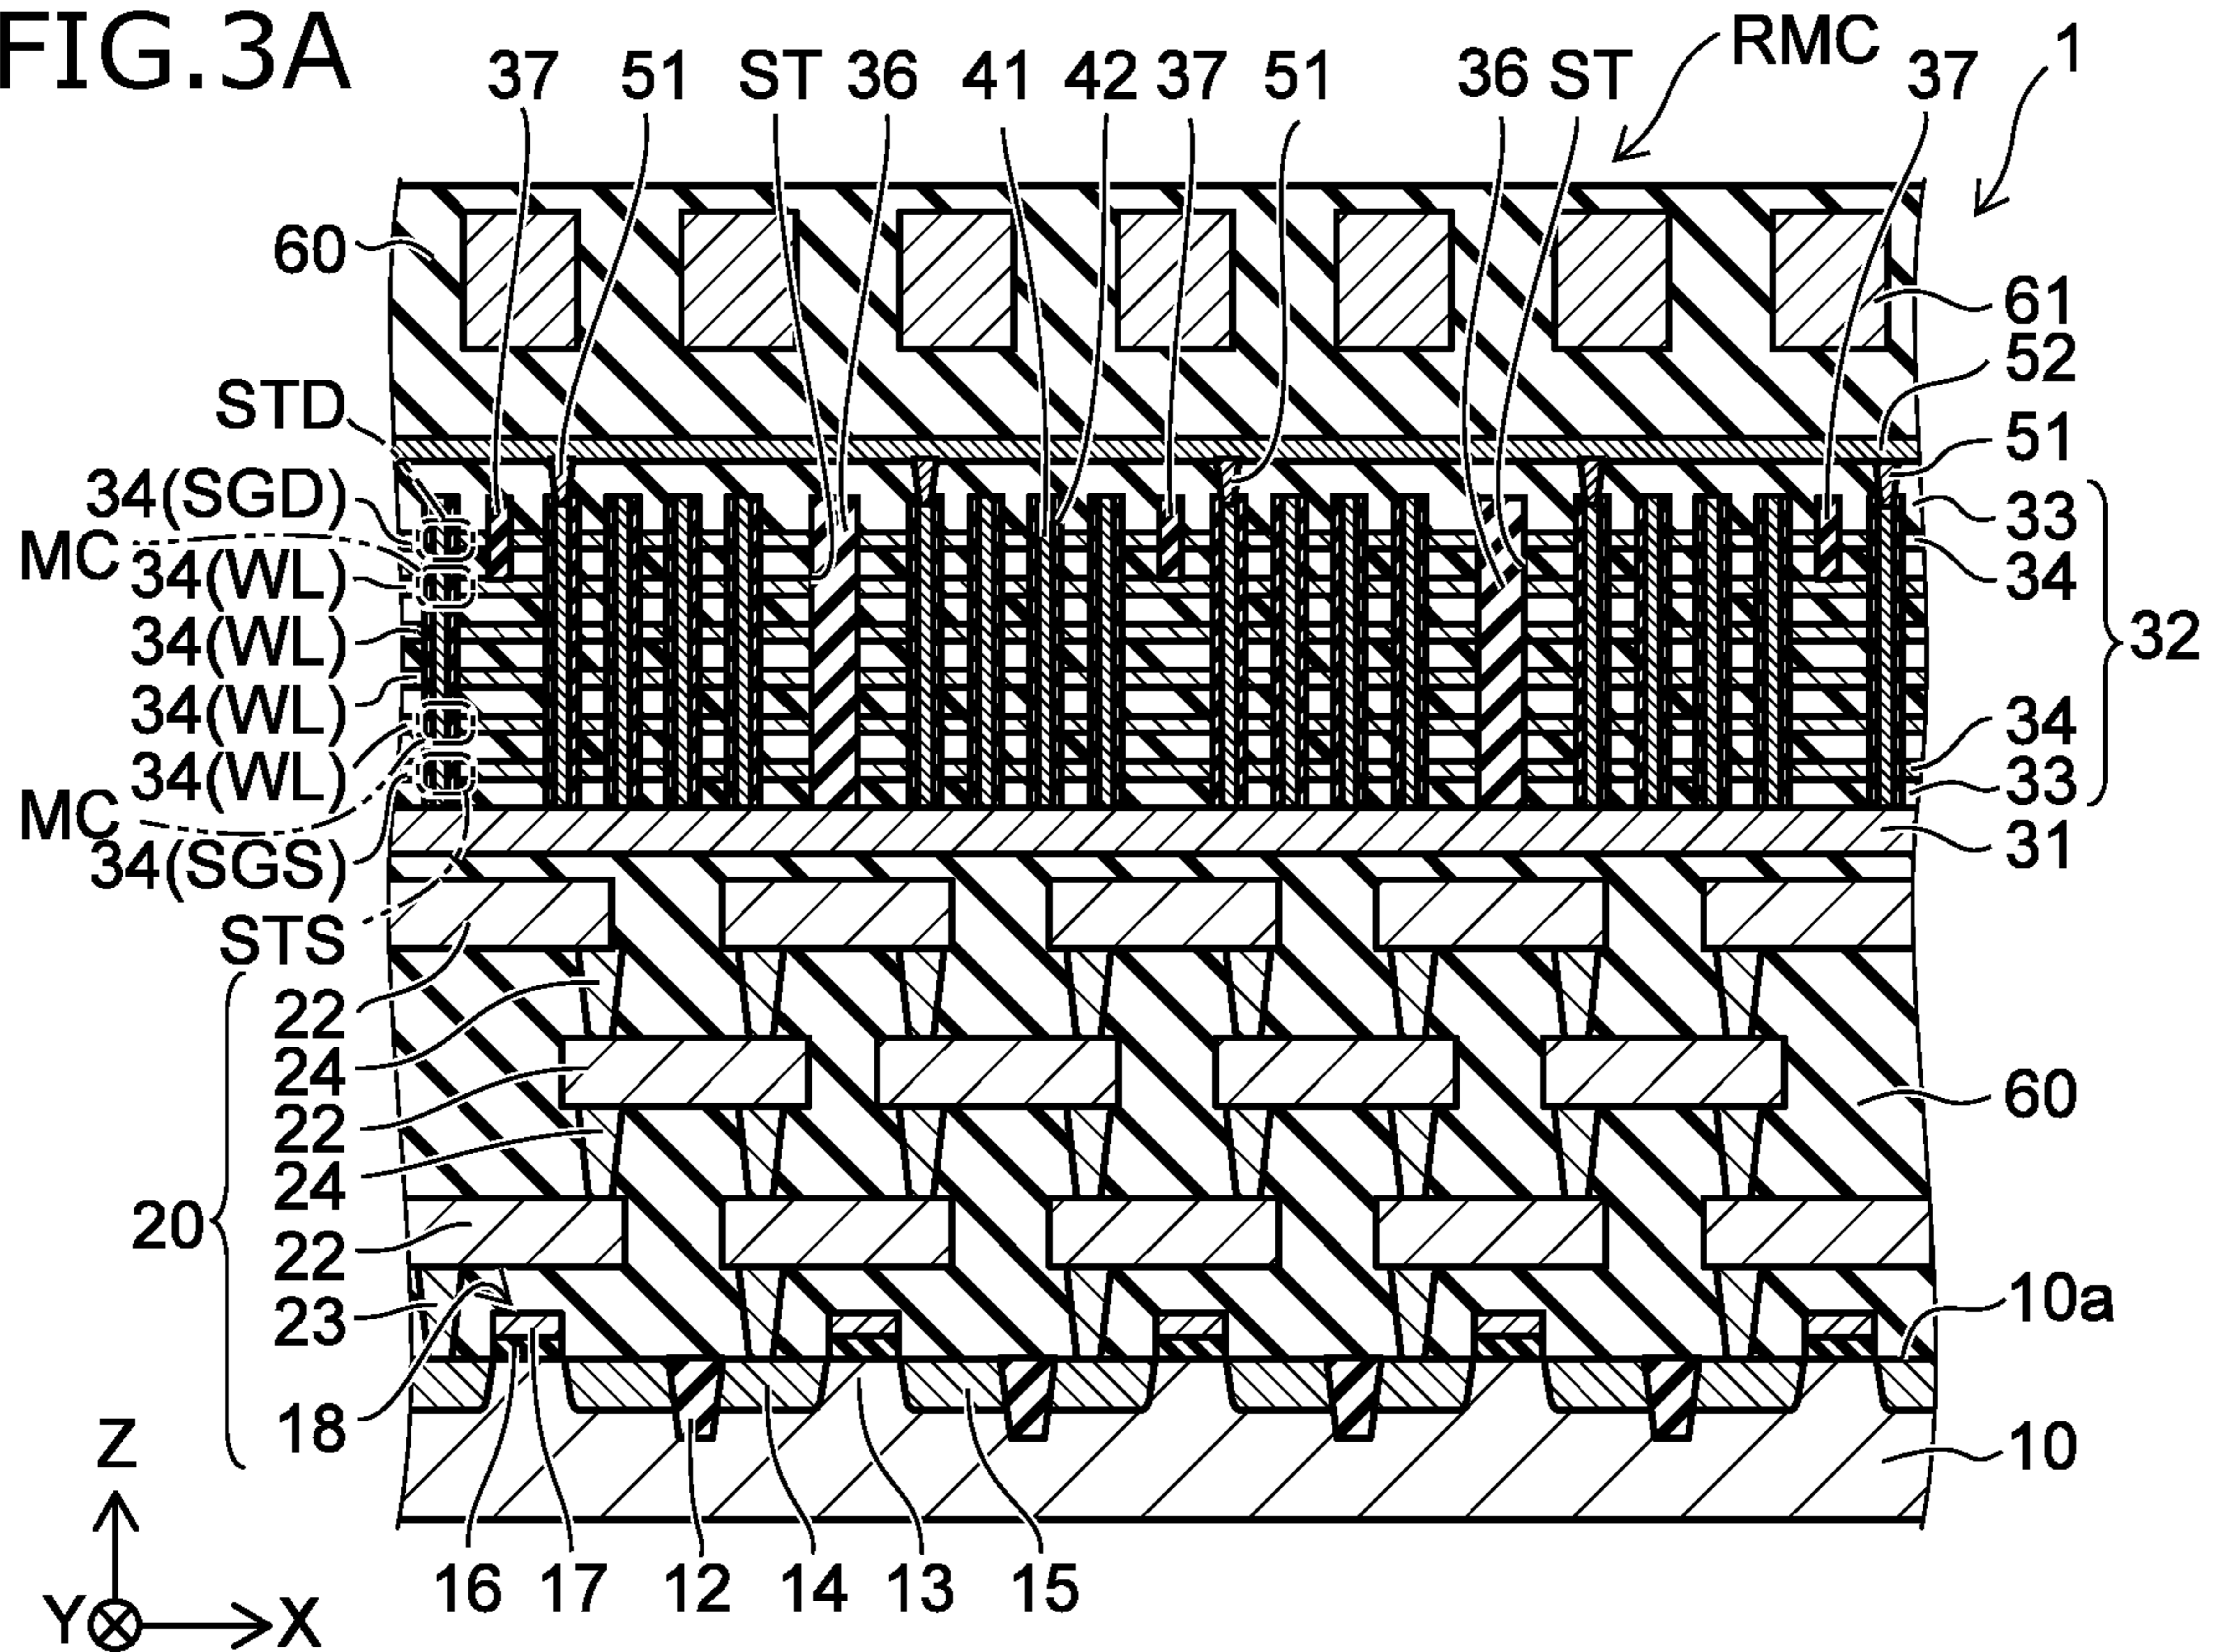 FIG.3A
37 51 ST 36 41 42 37 51 36 ST RMC 37 1
60
61
52
STD
51
34(SGD)
33
MC
34(WL)
34
34(WL)
32
34(WL)
34
34(WL)
33
MC
31
34(SGS)
STS
22
24
60
22
24
20
22
10a
23
18
10
Z
16 17 12 14 13 15
Y X